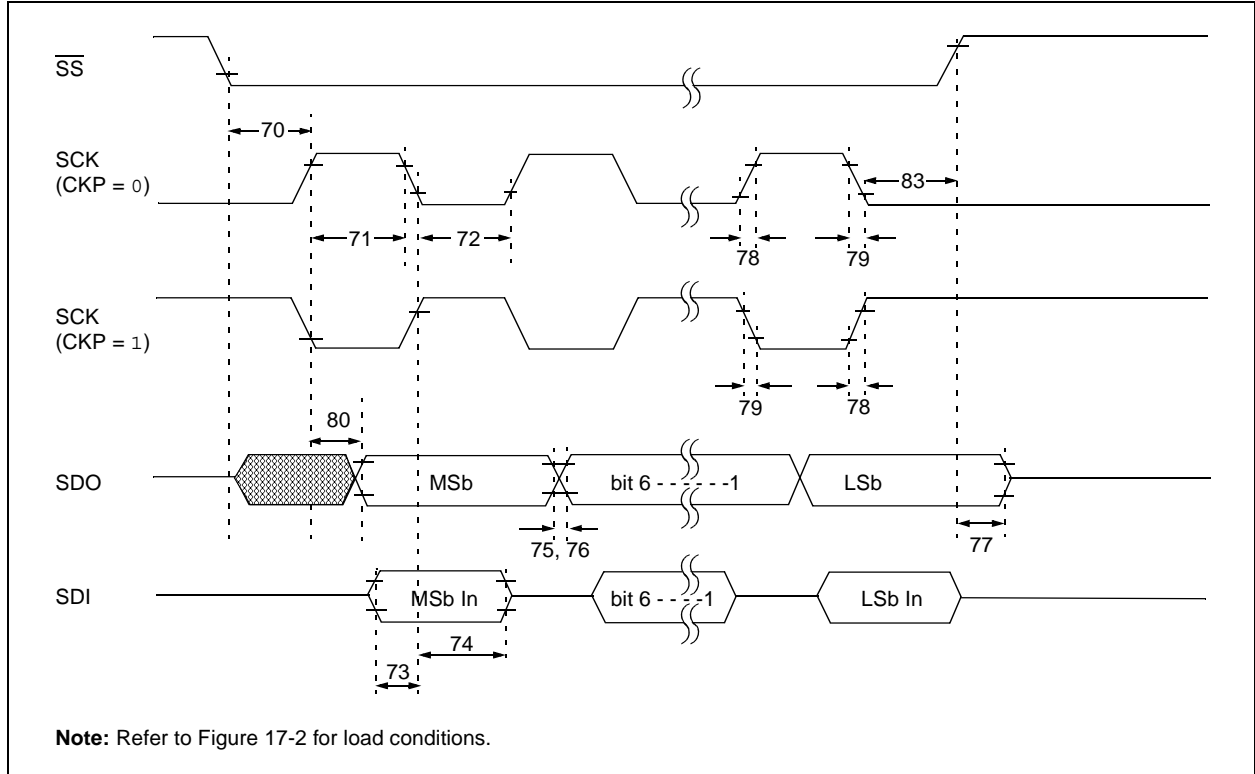 SS
70
SCK
(CKP = 0)
83
71
72
78
79
SCK
(CKP = 1)
79
78
80
SDO
MSb
bit 6 - - - - - -1
LSb
75, 76
77
SDI
MSb In
bit 6 - - - -1
LSb In
74
73
Note: Refer to Figure 17-2 for load conditions.